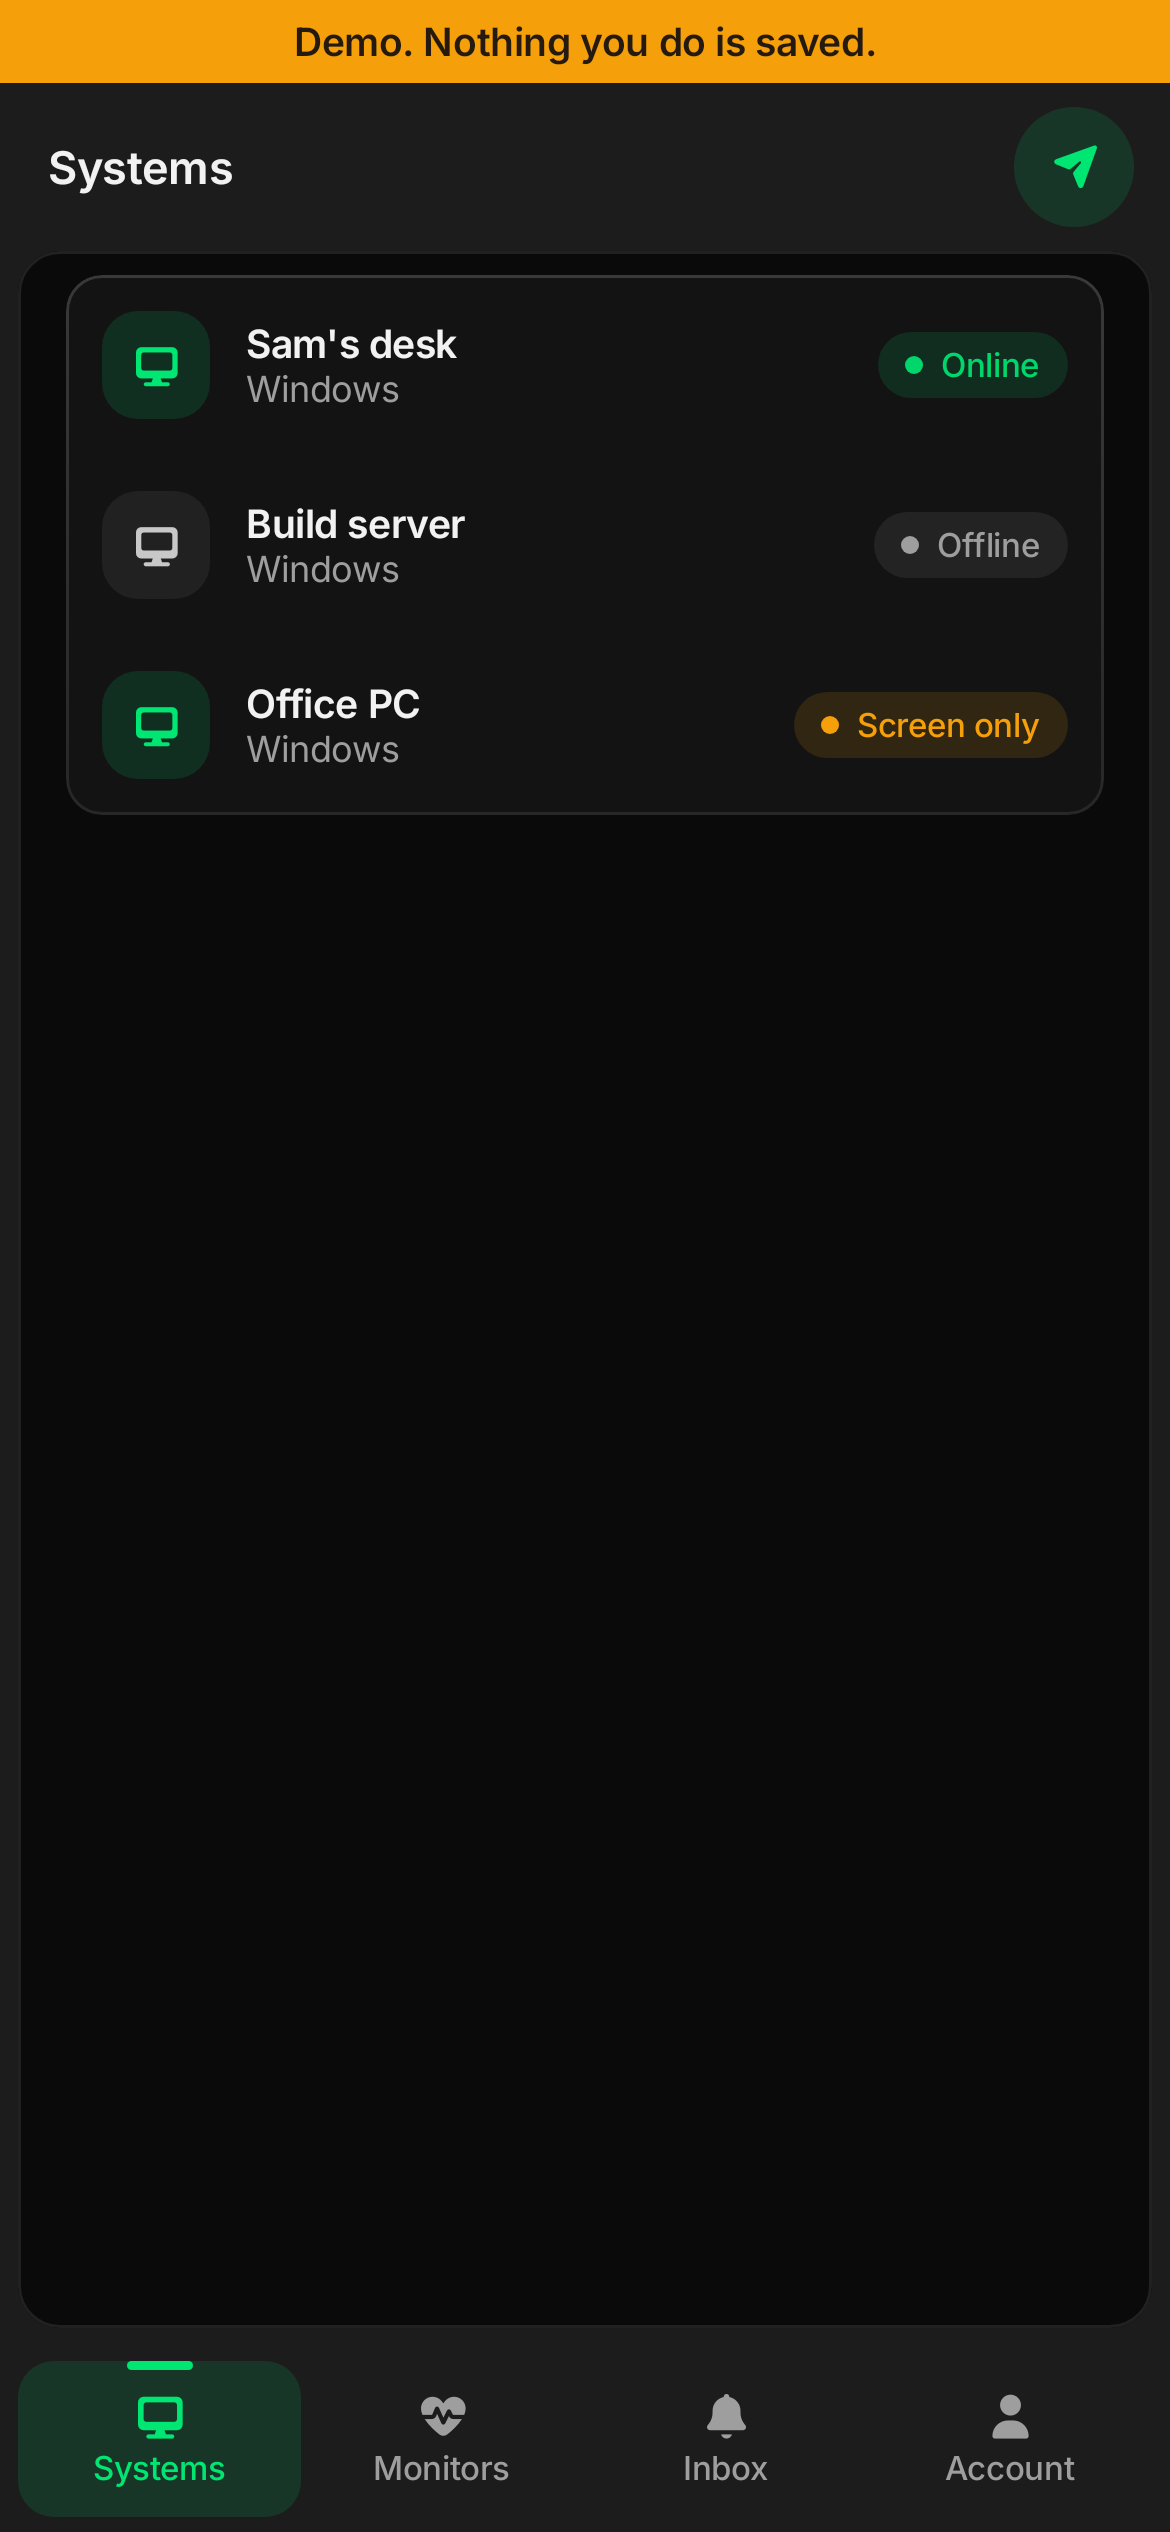 Demo. Nothing you do is saved.
Systems
Sam's desk
Windows
Online
Build server
Windows
Offline
Office PC
Windows
Screen only
Systems
Monitors
Inbox
Account